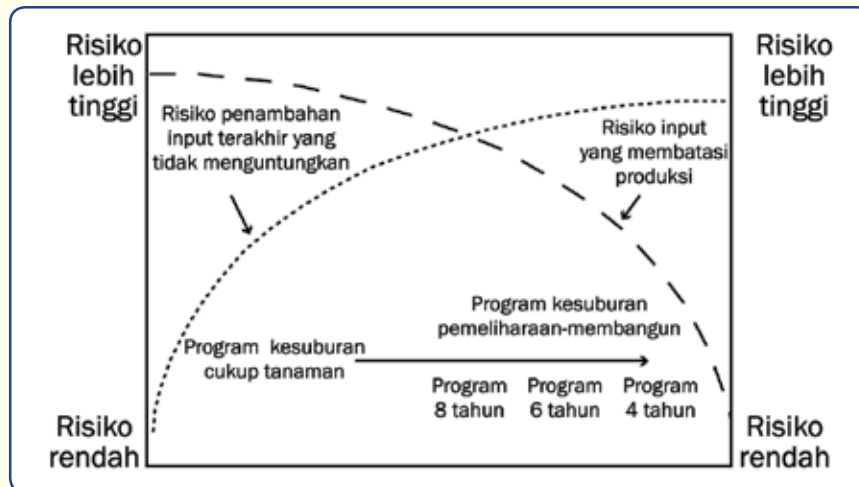 Risiko
lebih
tinggi
Risiko
lebih
tinggi
Risiko penambahan
input terakhir yang
tidak menguntungkan
Risiko input
yang membatasi
produksi
Program kesuburan
pemeliharaan-membangun
Program kesuburan
cukup tanaman
Program
8 tahun
Program
6 tahun
Program
4 tahun
Risiko
rendah
Risiko
rendah